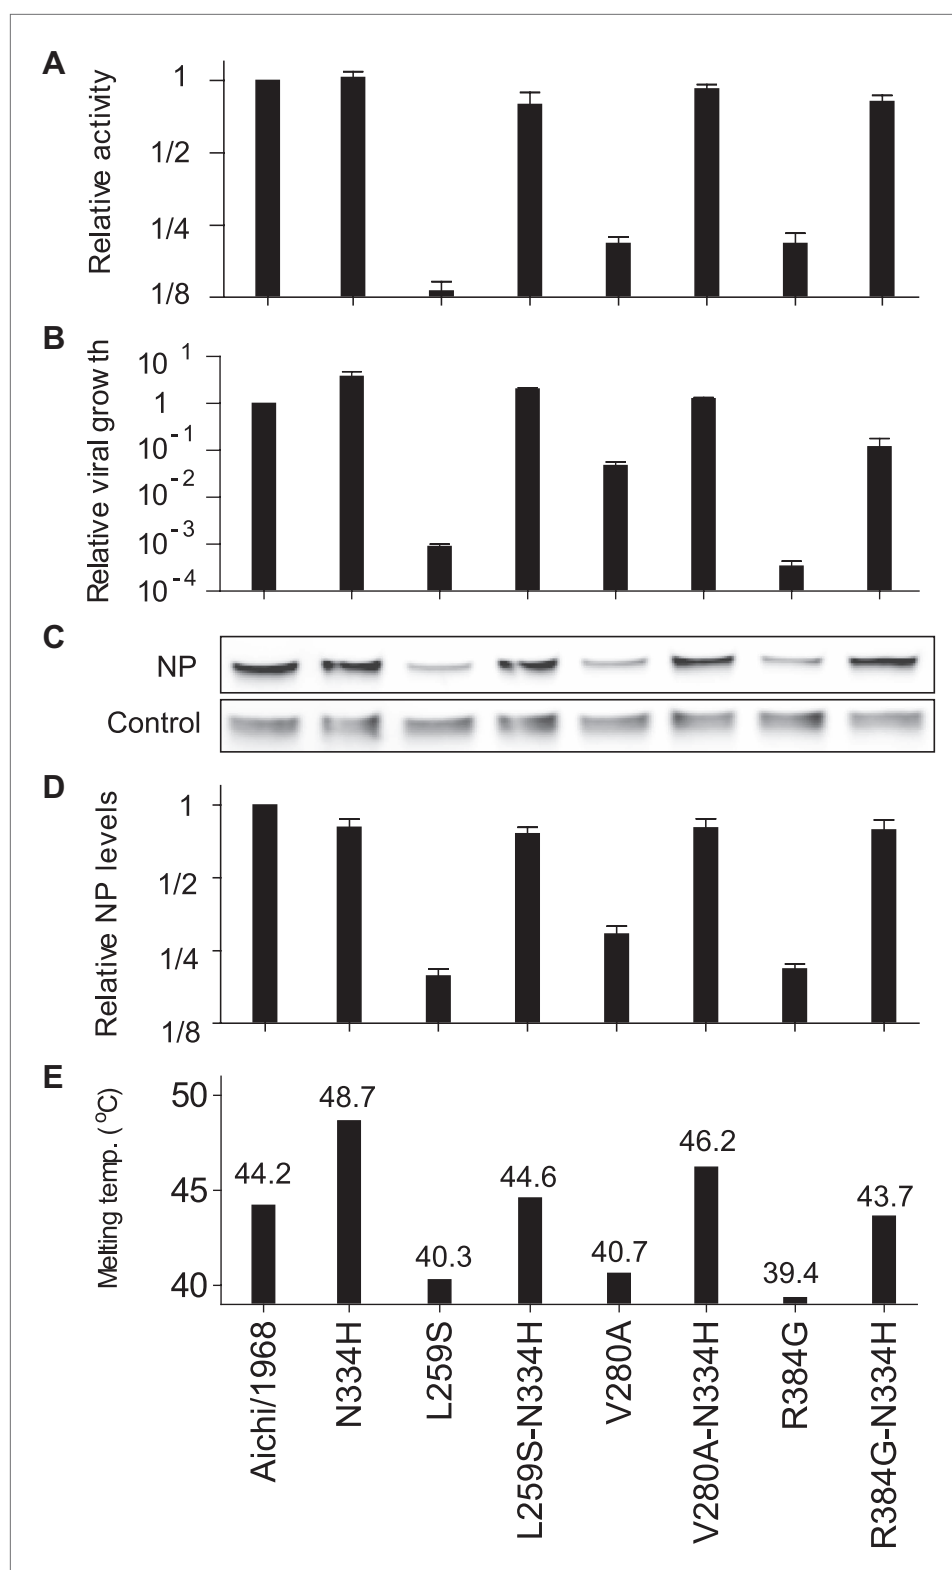 A
Relative activity
1
1/2
1/4
1/8
B
Relative viral growth
10 1
1
10 -1
10 -2
10 -3
10 -4
C
NP
Control
D
Relative NP levels
1
1/2
1/4
1/8
E
Melting temp. (ºC)
50
45
40
44.2
48.7
40.3
44.6
40.7
46.2
39.4
43.7
Aichi/1968
N334H
L259S
L259S-N334H
V280A
V280A-N334H
R384G
R384G-N334H